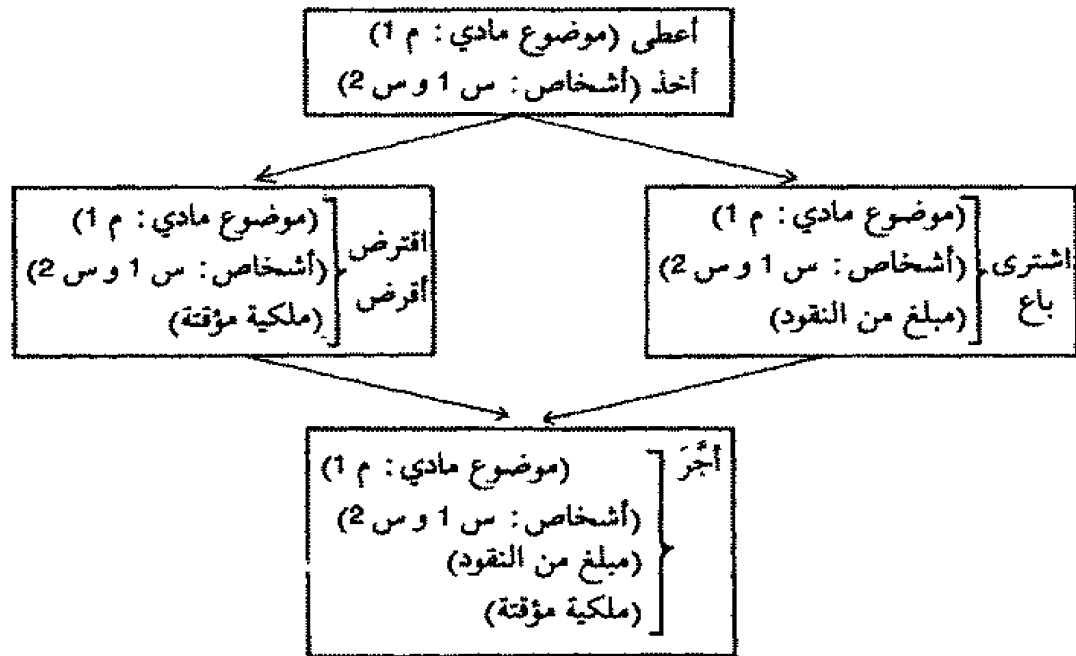 أعطى (موضوع مادي: م 1)
أخذ (أشخاص: س 1 و س 2)
اشترى
باع
(موضوع مادي: م 1)
(أشخاص: س 1 و س 2)
(مبلغ من النقود)
اقترض
أقرض
(موضوع مادي: م 1)
(أشخاص: س 1 و س 2)
(ملكية مؤقتة)
أجَّرَ
(موضوع مادي: م 1)
(أشخاص: س 1 و س 2)
(مبلغ من النقود)
(ملكية مؤقتة)